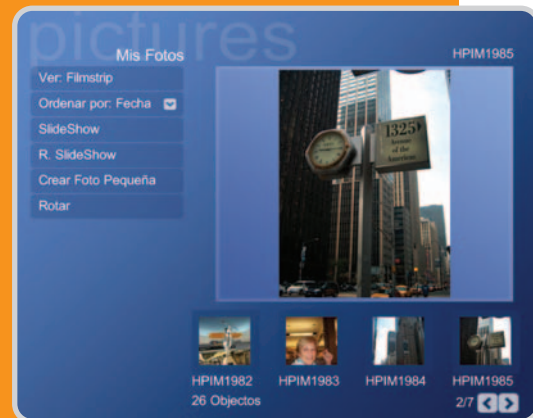 pictures
Mis Fotos
HPIM1985
Ver: Filmstrip
Ordenar por: Fecha
SlideShow
R. SlideShow
Crear Foto Pequeña
Rotar
1325
Avenue
of the
Americas
HPIM1982
HPIM1983
HPIM1984
HPIM1985
26 Objectos
2/7